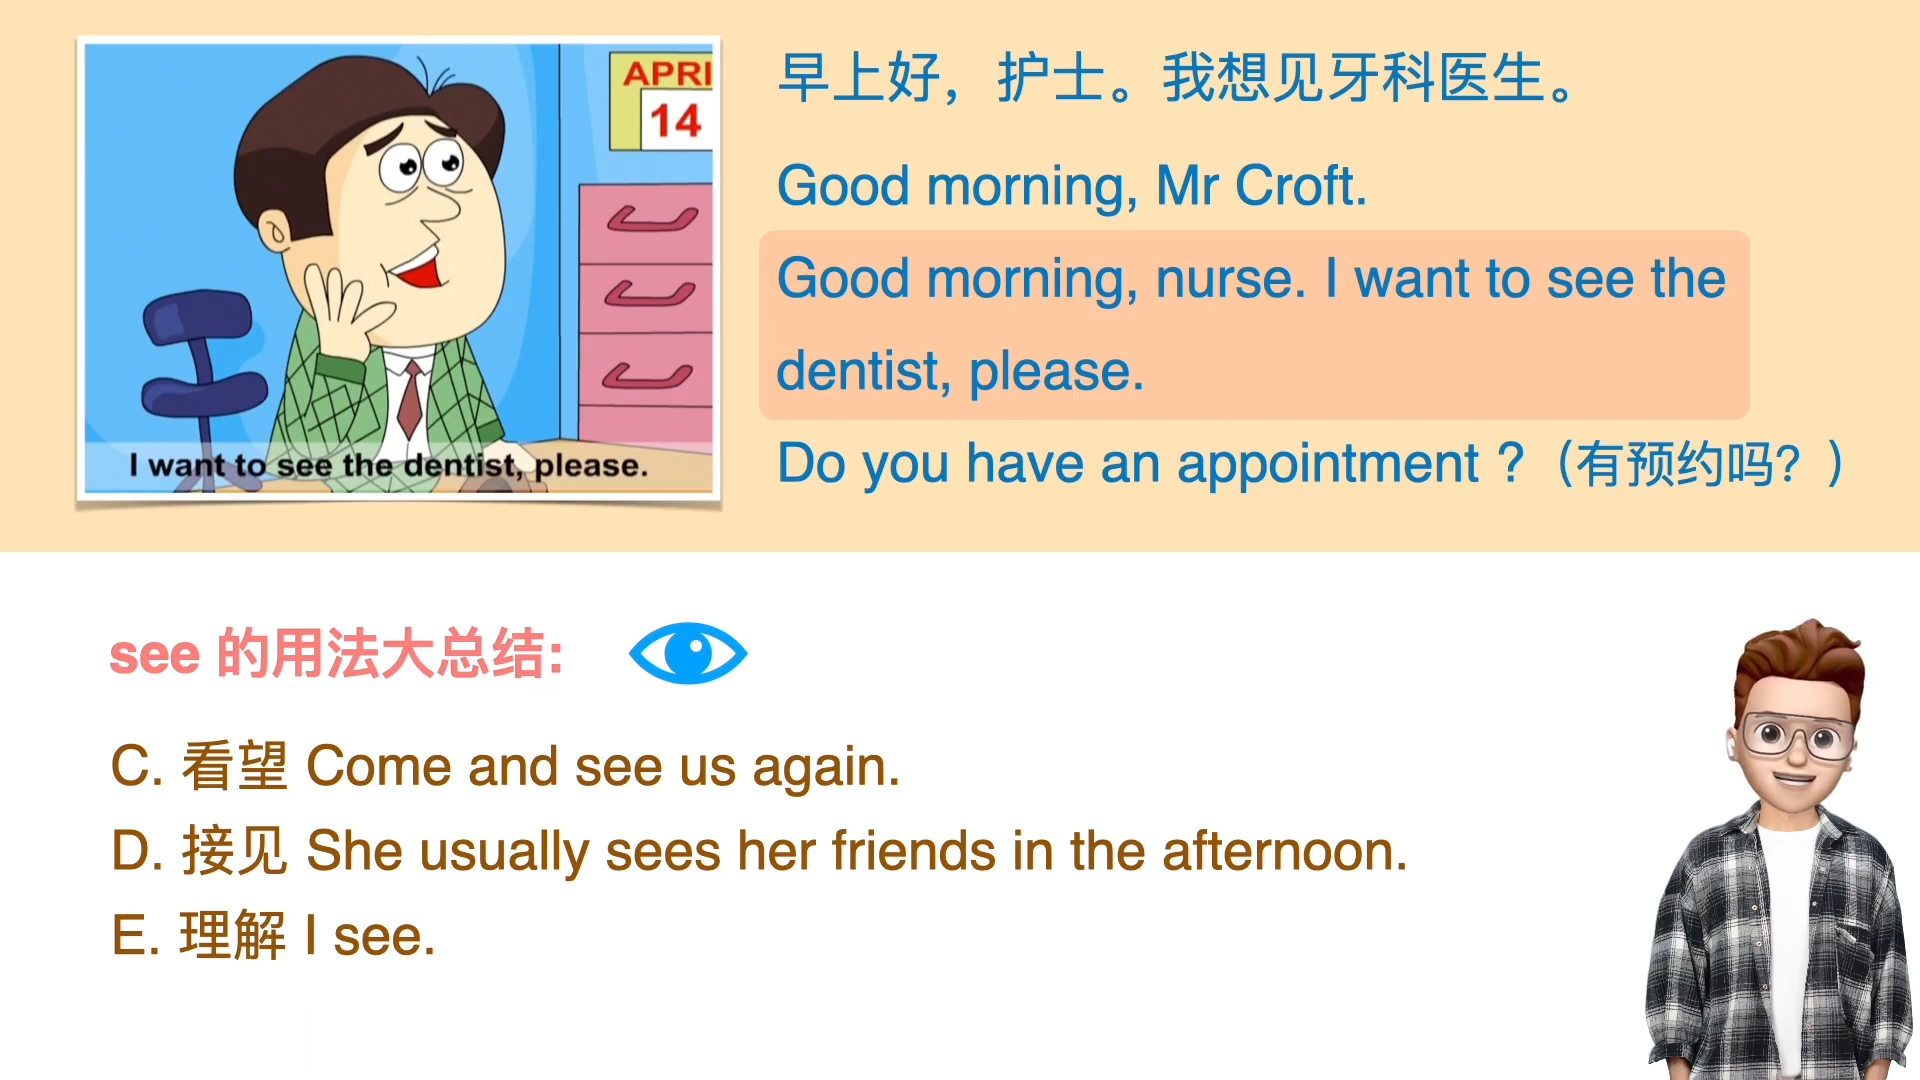 APRI
14
I want to see the dentist, please.
早上好，护士。我想见牙科医生。
Good morning, Mr Croft.
Good morning, nurse. I want to see the
dentist, please.
Do you have an appointment ?（有预约吗？）
see 的用法大总结:
C. 看望 Come and see us again.
D. 接见 She usually sees her friends in the afternoon.
E. 理解 I see.